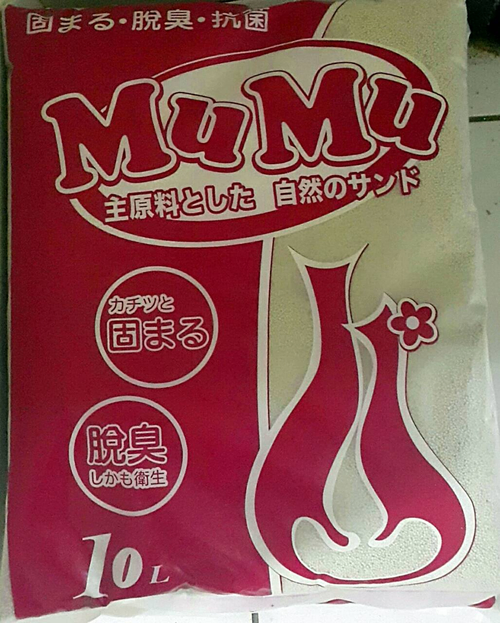 固まる・脱臭・抗菌
MuMu
主原料とした 自然のサンド
カチッと
固まる
脱臭
しかも衛生
10L